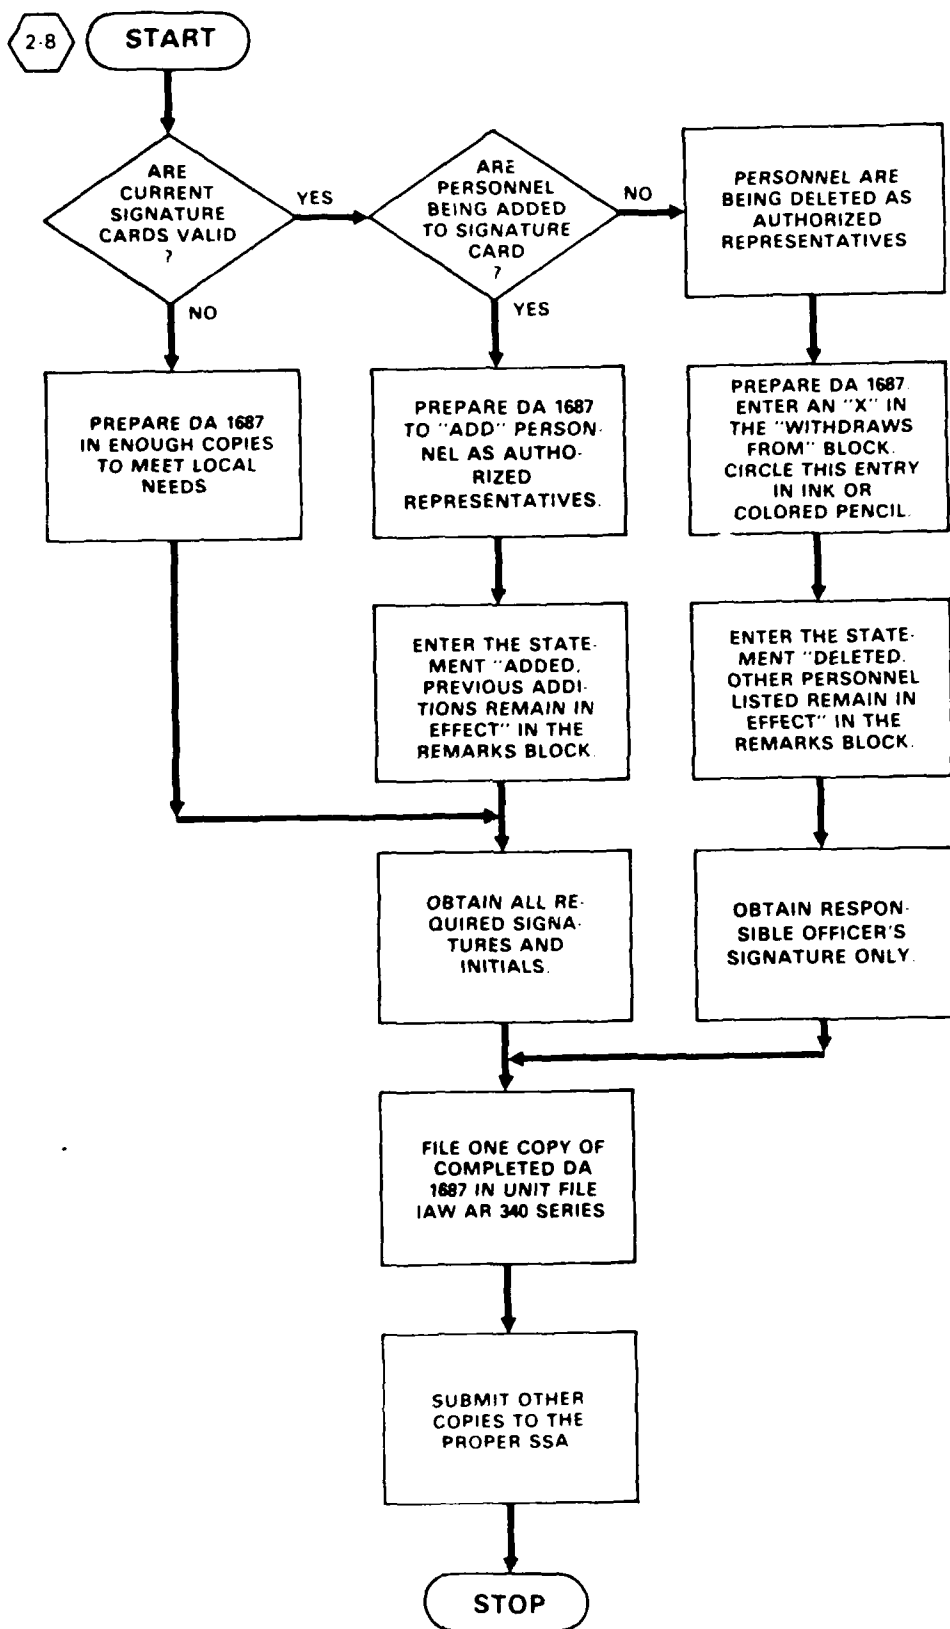 2-8
START
ARE
CURRENT
SIGNATURE
CARDS VALID
?
YES
NO
ARE
PERSONNEL
BEING ADDED
TO SIGNATURE
CARD
?
NO
YES
PERSONNEL ARE
BEING DELETED AS
AUTHORIZED
REPRESENTATIVES
PREPARE DA 1687
IN ENOUGH COPIES
TO MEET LOCAL
NEEDS
PREPARE DA 1687
TO "ADD" PERSON-
NEL AS AUTHO-
RIZED
REPRESENTATIVES.
PREPARE DA 1687.
ENTER AN "X" IN
THE "WITHDRAWS
FROM" BLOCK.
CIRCLE THIS ENTRY
IN INK OR
COLORED PENCIL.
ENTER THE STATE-
MENT "ADDED,
PREVIOUS ADDI-
TIONS REMAIN IN
EFFECT" IN THE
REMARKS BLOCK.
ENTER THE STATE-
MENT "DELETED.
OTHER PERSONNEL
LISTED REMAIN IN
EFFECT" IN THE
REMARKS BLOCK.
OBTAIN ALL RE-
QUIRED SIGNA-
TURES AND
INITIALS.
OBTAIN RESPON-
SIBLE OFFICER'S
SIGNATURE ONLY.
FILE ONE COPY OF
COMPLETED DA
1687 IN UNIT FILE
IAW AR 340 SERIES
SUBMIT OTHER
COPIES TO THE
PROPER SSA
STOP